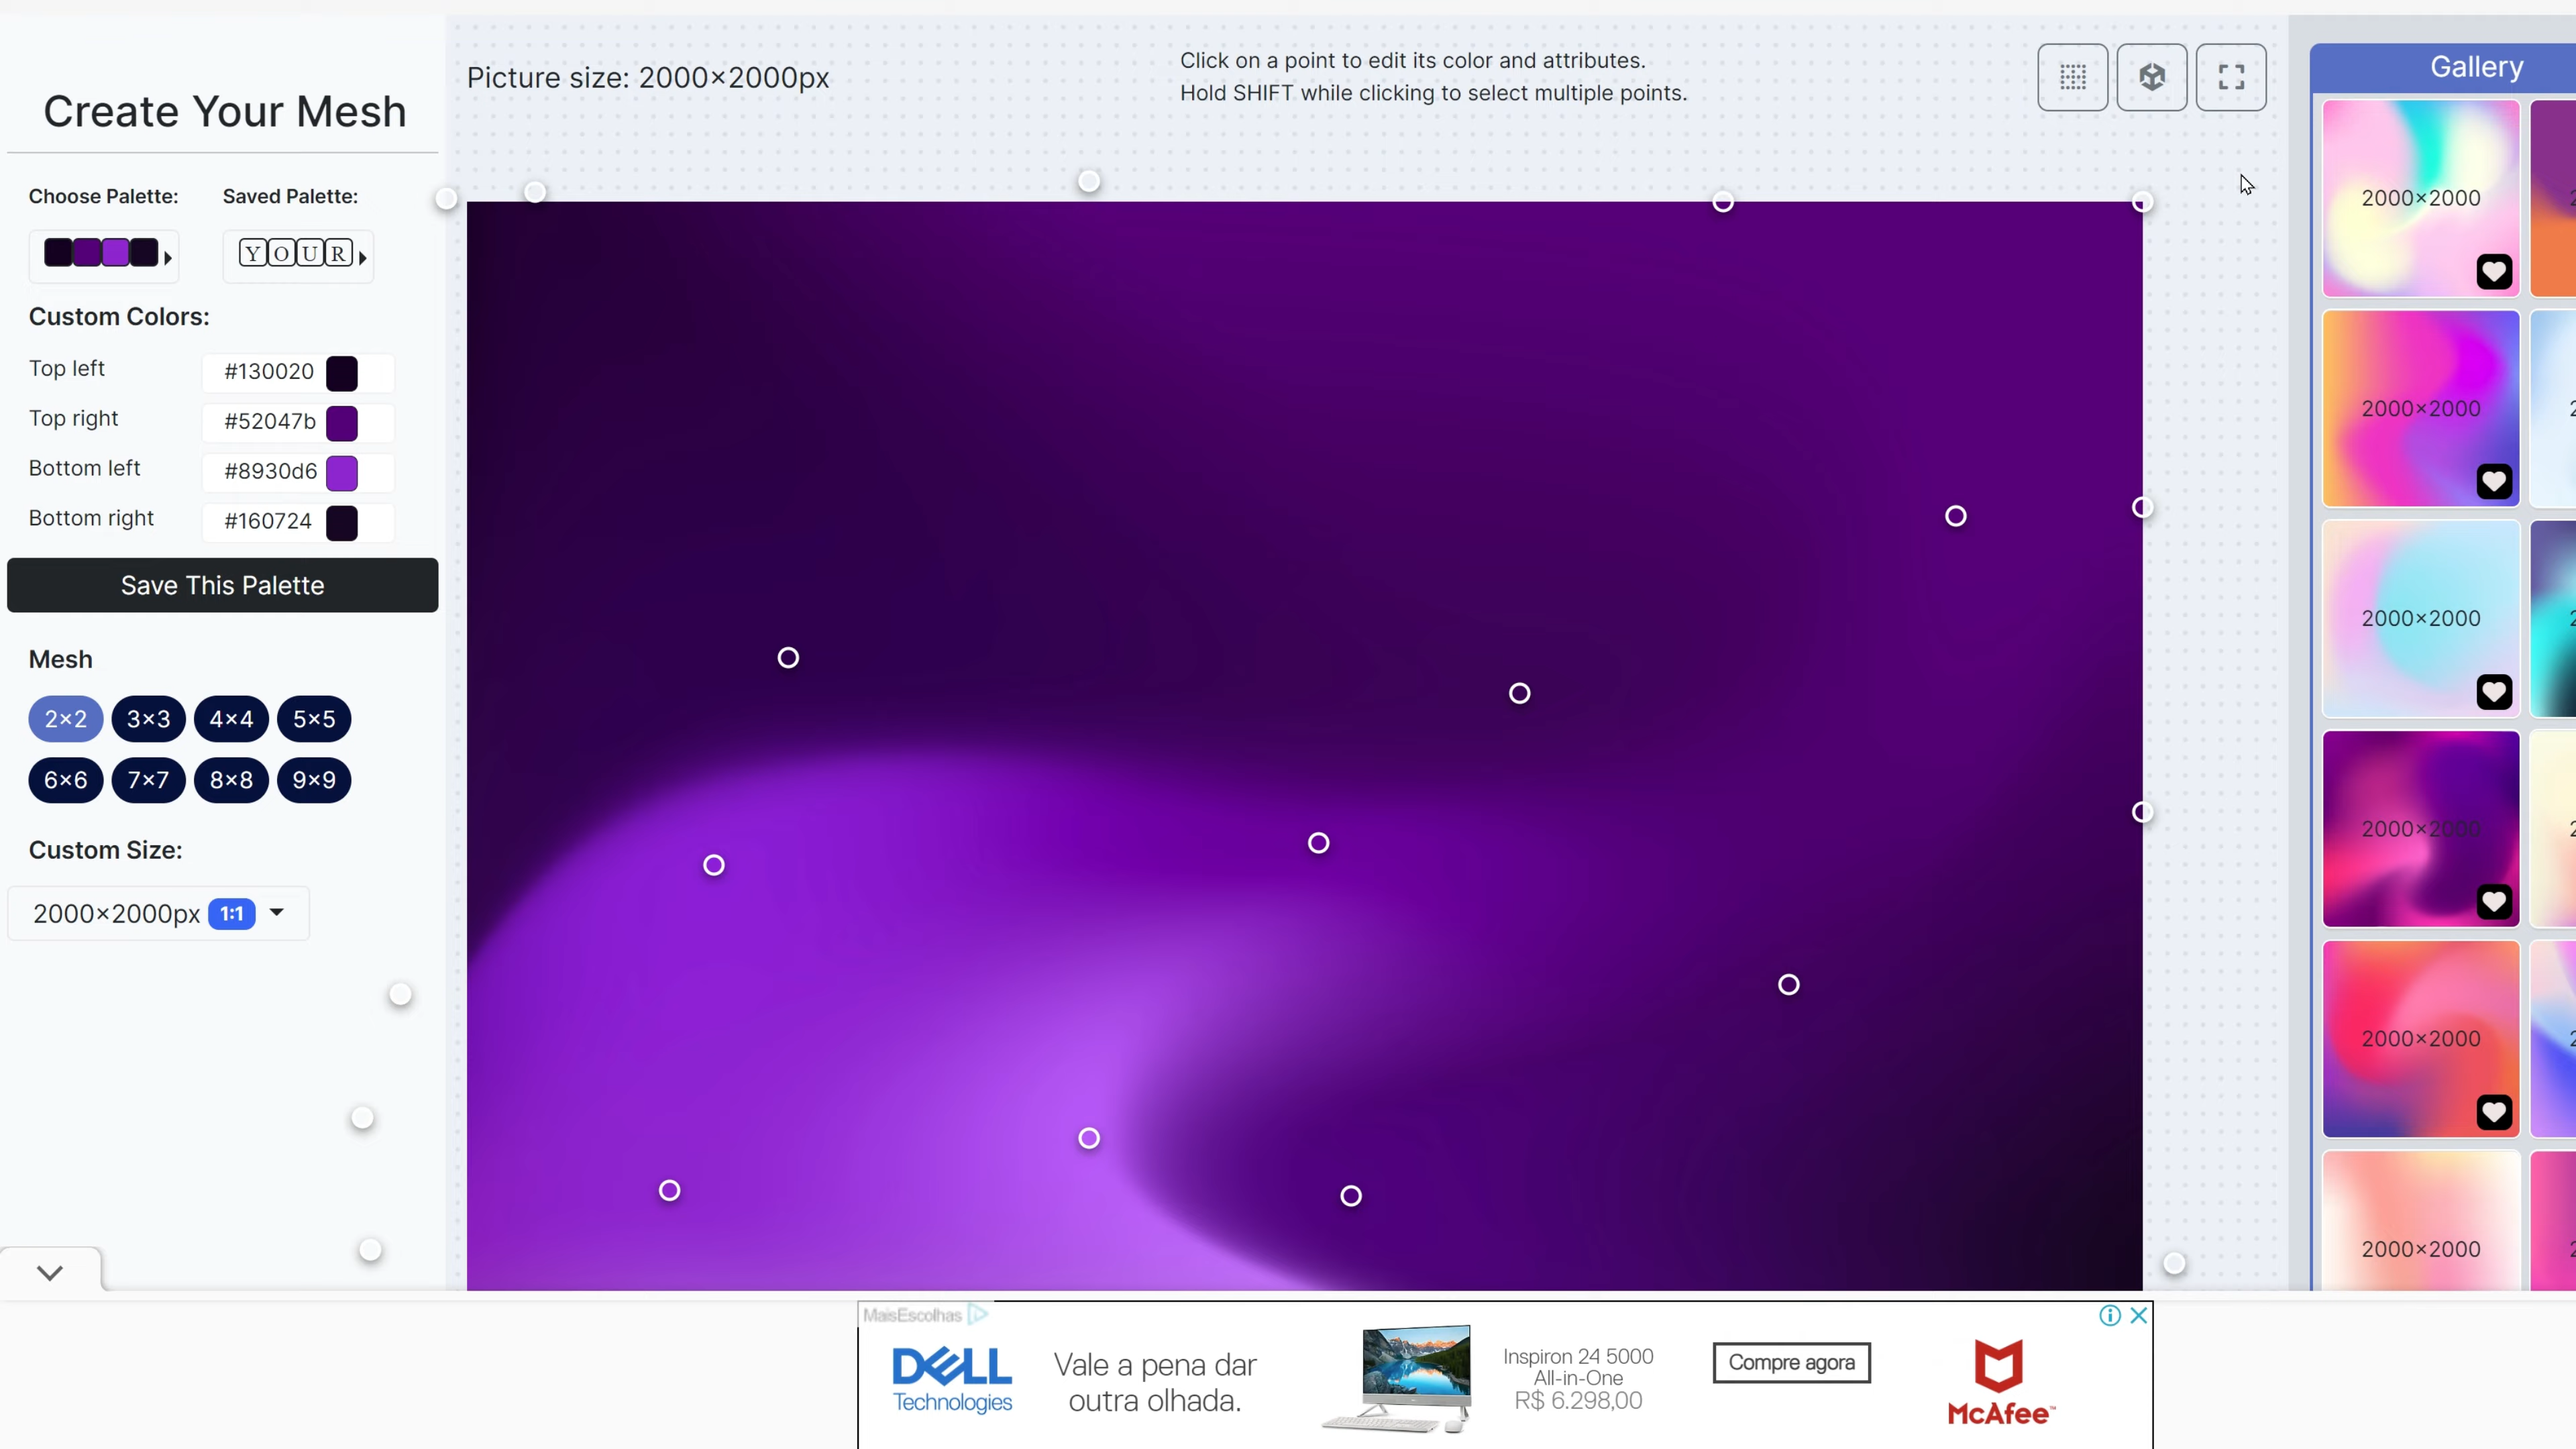 Create Your Mesh
Choose Palette:
Saved Palette:
Y O U R
Custom Colors:
Top left
#130020
Top right
#52047b
Bottom left
#8930d6
Bottom right
#160724
Save This Palette
Mesh
2×2 3×3 4×4 5×5
6×6 7×7 8×8 9×9
Custom Size:
2000×2000px 1:1
Picture size: 2000×2000px
Click on a point to edit its color and attributes.
Hold SHIFT while clicking to select multiple points.
Gallery
2000×2000
2000×2000
2000×2000
2000×2000
2000×2000
2000×2000
MaisEscolhas
DELL
Technologies
Vale a pena dar
outra olhada.
Inspiron 24 5000
All-in-One
R$ 6.298,00
Compre agora
McAfee™